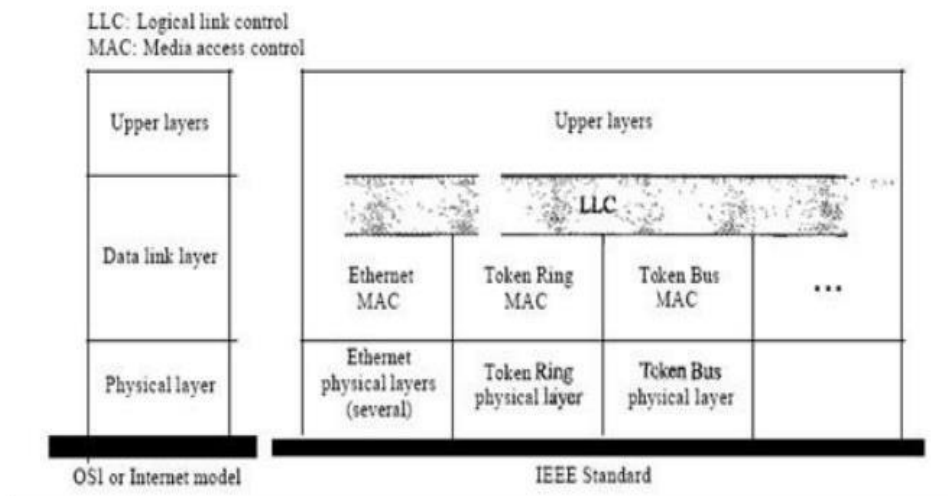 LLC: Logical link control
MAC: Media access control
Upper layers
Data link layer
Physical layer
OS1 or Internet model
Upper layers
LLC
Ethernet
MAC
Token Ring
MAC
Token Bus
MAC
...
Ethernet
physical layers
(several)
Token Ring
physical layer
Token Bus
physical layer
IEEE Standard